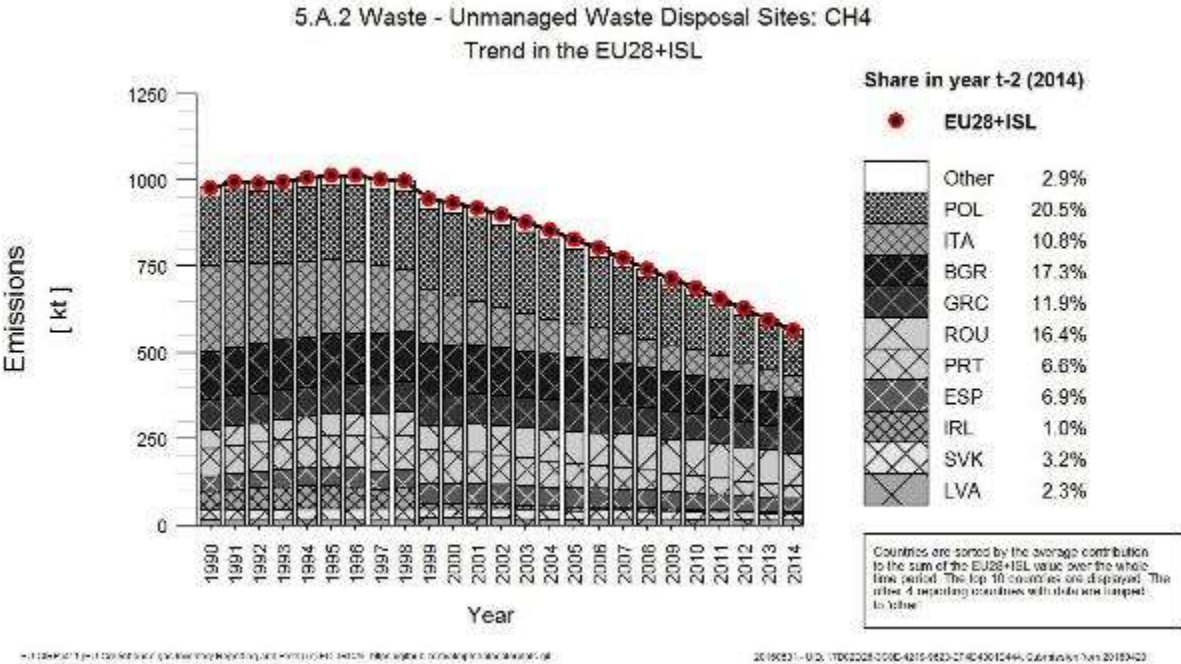 5.A.2 Waste - Unmanaged Waste Disposal Sites: CH4
Trend in the EU28+ISL
Emissions
[ kt ]
1250
1000
750
500
250
0
1990 1991 1992 1993 1994 1995 1996 1997 1998 1999 2000 2001 2002 2003 2004 2005 2006 2007 2008 2009 2010 2011 2012 2013 2014
Year
Share in year t-2 (2014)
EU28+ISL
Other 2.9%
POL 20.5%
ITA 10.8%
BGR 17.3%
GRC 11.9%
ROU 16.4%
PRT 6.6%
ESP 6.9%
IRL 1.0%
SVK 3.2%
LVA 2.3%
Countries are sorted by the average contribution
to the sum of the EU28+ISL value over the whole
time period. The top 10 countries are displayed. The
other 4 reporting countries with data are lumped
to 'other'